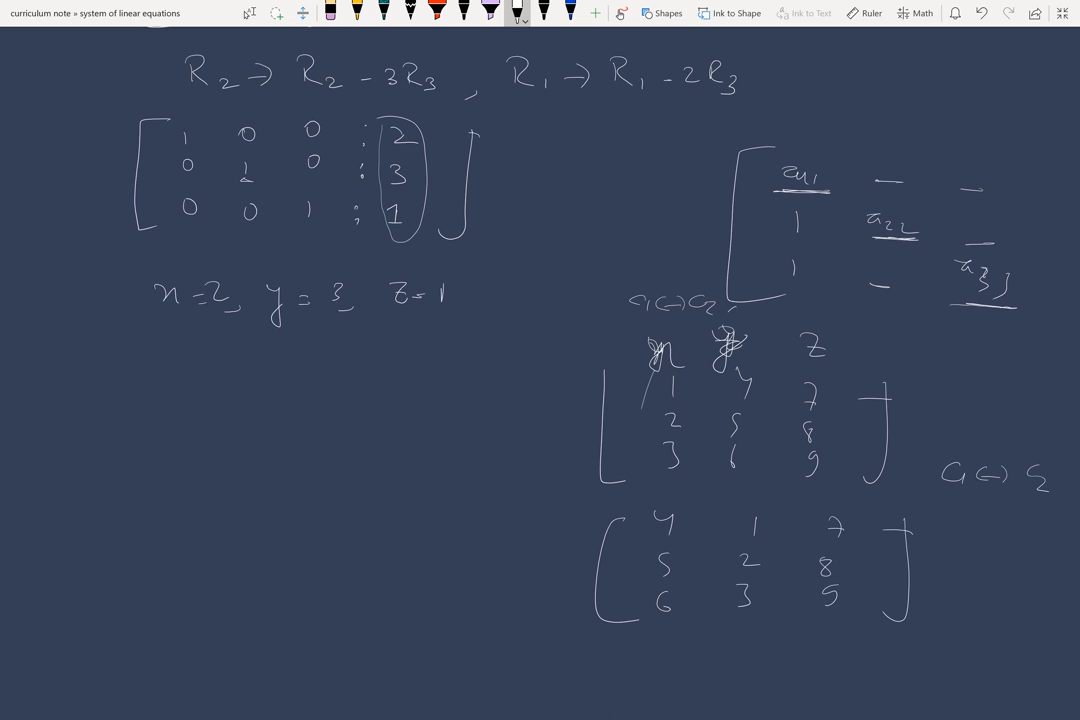 curriculum note » system of linear equations
Shapes Ink to Shape Ink to Text Ruler Math
R2 → R2 - 3R3 , R1 → R1 - 2R3
1 0 0 : 2
0 1 0 : 3
0 0 1 : 1
x = 2, y = 3, z = 1
a11 — —
1 a22 —
1 — a33
C1 ↔ C2,
z
1 4 7
2 5 8
3 6 9
C1 ↔ C2
4 1 7
5 2 8
6 3 9